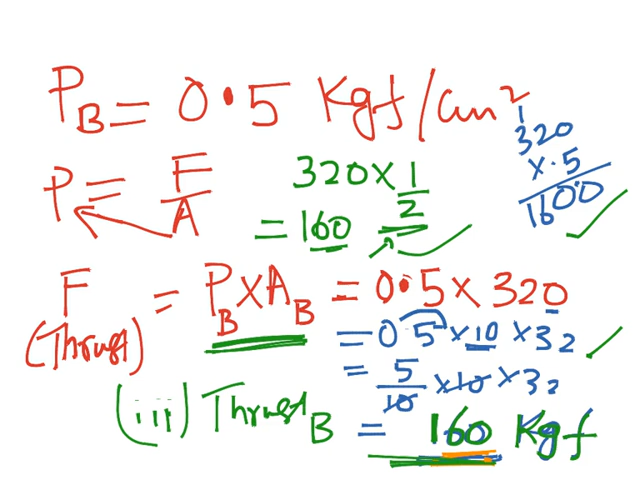 P_B = 0.5 Kgf/cm²
1
320
x .5
1600
P = F/A
320 × 1/2
= 160
F = P_B × A_B = 0.5 × 320
(Thrust)
= 0.5 × 10 × 32
= 5/10 × 10 × 32
(iii) Thrust_B = 160 Kgf